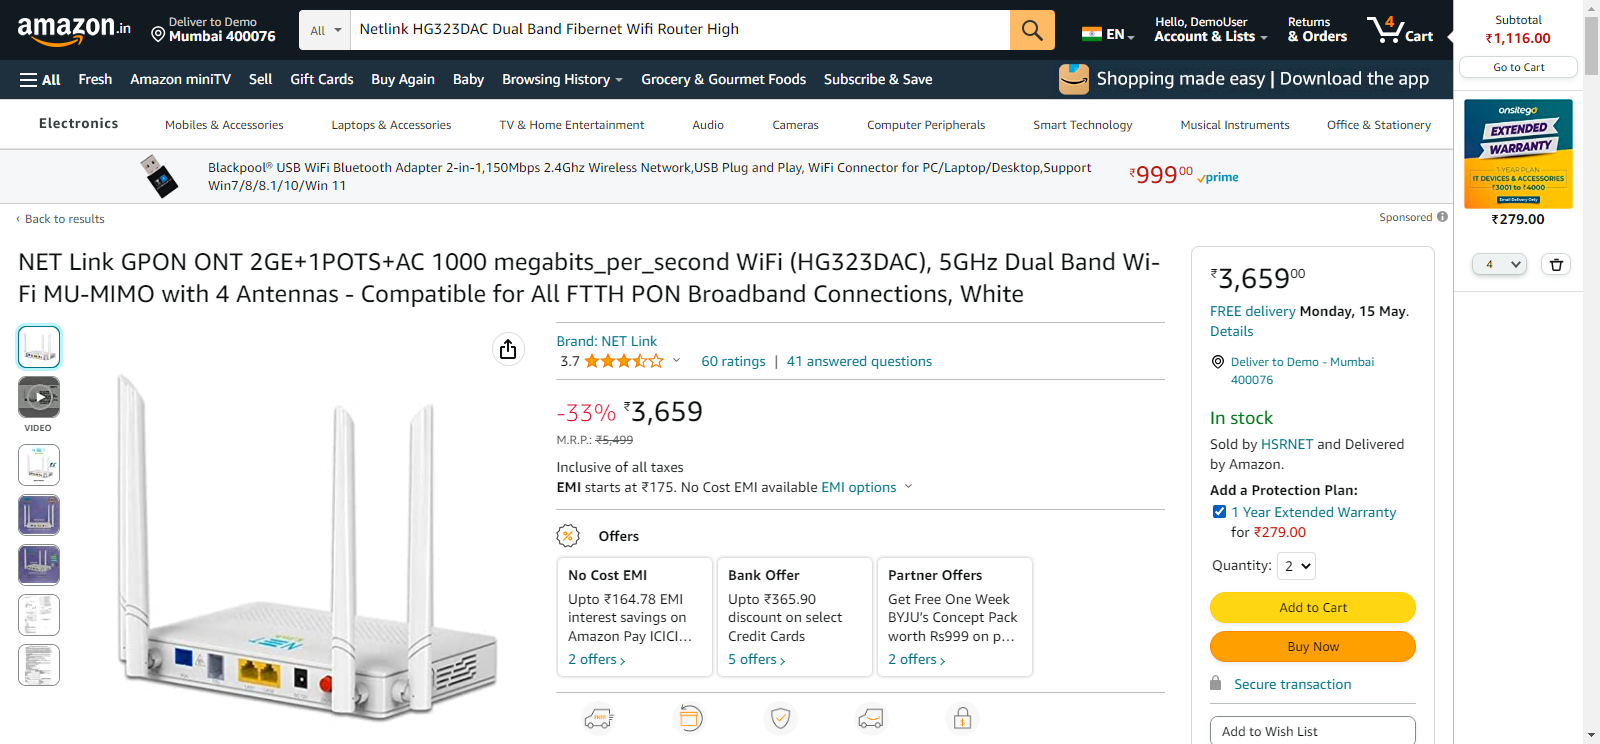 amazon.in
Deliver to Demo
Mumbai 400076
All
Netlink HG323DAC Dual Band Fibernet Wifi Router High
EN
Hello, DemoUser
Account & Lists
Returns
& Orders
4
Cart
Subtotal
₹1,116.00
Go to Cart
All
Fresh
Amazon miniTV
Sell
Gift Cards
Buy Again
Baby
Browsing History
Grocery & Gourmet Foods
Subscribe & Save
Shopping made easy | Download the app
Electronics
Mobiles & Accessories
Laptops & Accessories
TV & Home Entertainment
Audio
Cameras
Computer Peripherals
Smart Technology
Musical Instruments
Office & Stationery
onsitego
EXTENDED
WARRANTY
1 YEAR PLAN
IT DEVICES & ACCESSORIES
₹3001 to ₹4000
Email Delivery Only
₹279.00
4
Blackpool® USB WiFi Bluetooth Adapter 2-in-1,150Mbps 2.4Ghz Wireless Network,USB Plug and Play, WiFi Connector for PC/Laptop/Desktop,Support
Win7/8/8.1/10/Win 11
₹99900
prime
‹ Back to results
Sponsored
NET Link GPON ONT 2GE+1POTS+AC 1000 megabits_per_second WiFi (HG323DAC), 5GHz Dual Band Wi-
Fi MU-MIMO with 4 Antennas - Compatible for All FTTH PON Broadband Connections, White
VIDEO
NET
Brand: NET Link
3.7
60 ratings | 41 answered questions
-33% ₹3,659
M.R.P.: ₹5,499
Inclusive of all taxes
EMI starts at ₹175. No Cost EMI available EMI options
Offers
No Cost EMI
Upto ₹164.78 EMI
interest savings on
Amazon Pay ICICI...
2 offers ›
Bank Offer
Upto ₹365.90
discount on select
Credit Cards
5 offers ›
Partner Offers
Get Free One Week
BYJU's Concept Pack
worth Rs999 on p...
2 offers ›
FREE
₹3,65900
FREE delivery Monday, 15 May.
Details
Deliver to Demo - Mumbai
400076
In stock
Sold by HSRNET and Delivered
by Amazon.
Add a Protection Plan:
1 Year Extended Warranty
for ₹279.00
Quantity: 2
Add to Cart
Buy Now
Secure transaction
Add to Wish List